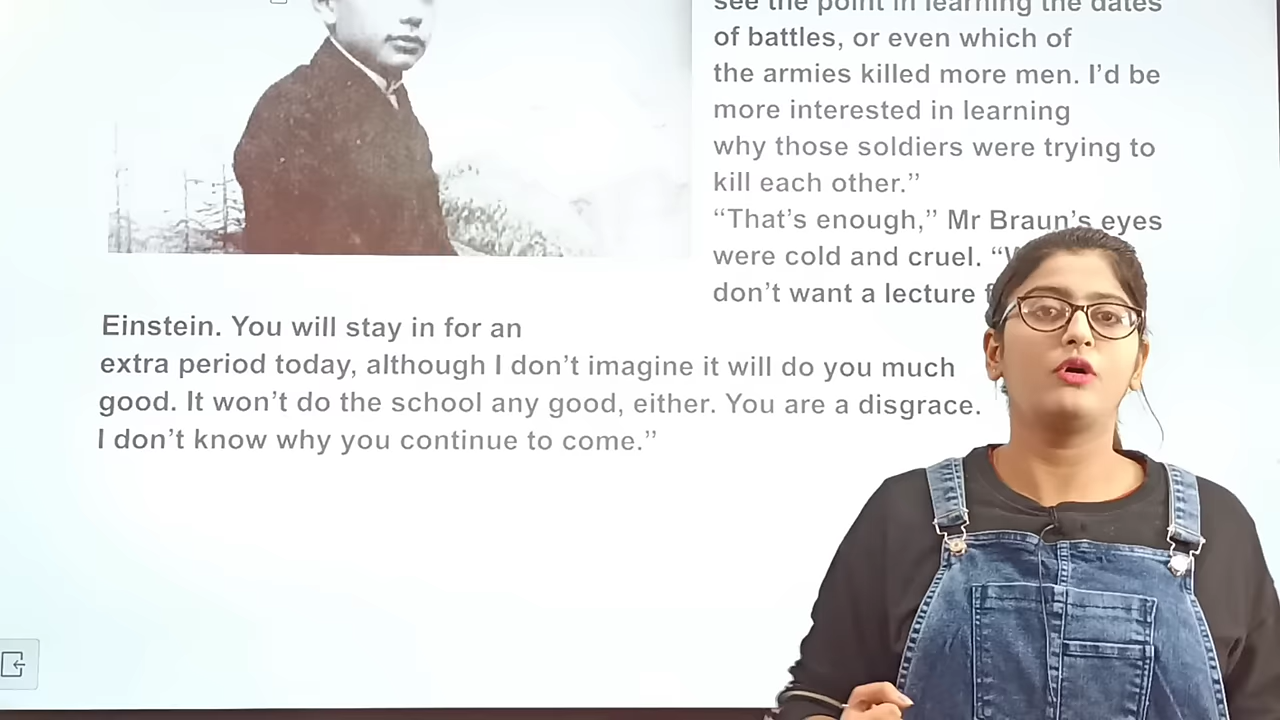 see the point in learning the dates
of battles, or even which of
the armies killed more men. I’d be
more interested in learning
why those soldiers were trying to
kill each other.”
“That’s enough,” Mr Braun’s eyes
were cold and cruel. “
don’t want a lecture
Einstein. You will stay in for an
extra period today, although I don’t imagine it will do you much
good. It won’t do the school any good, either. You are a disgrace.
I don’t know why you continue to come.”